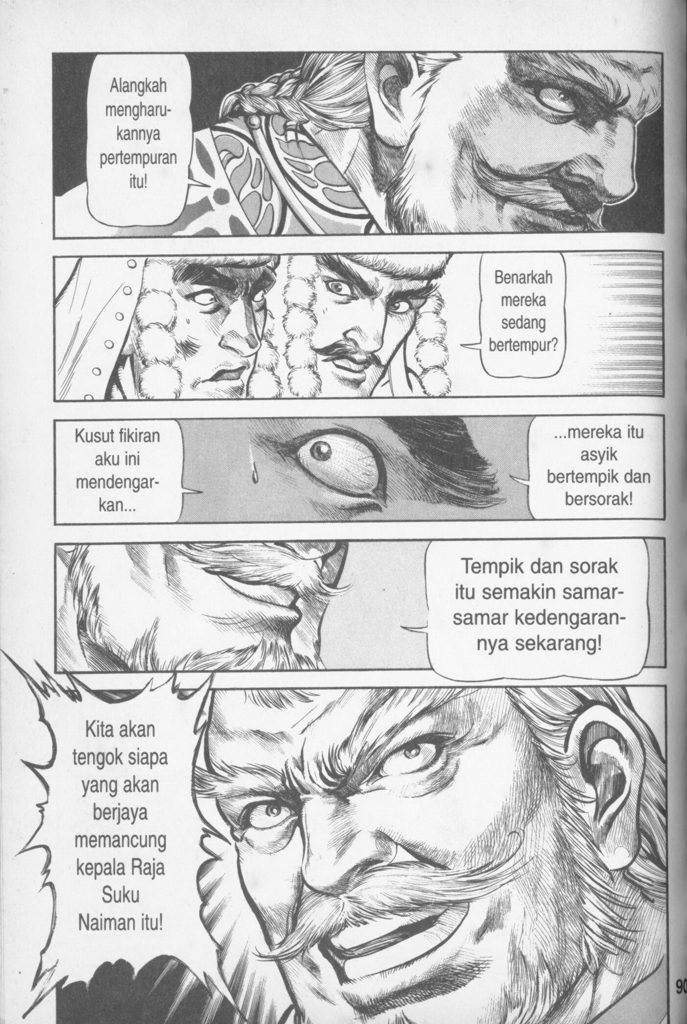 Alangkah
mengharu-
kannya
pertempuran
itu!
Benarkah
mereka
sedang
bertempur?
Kusut fikiran
aku ini
mendengar-
kan...
...mereka itu
asyik
bertempik dan
bersorak!
Tempik dan sorak
itu semakin samar-
samar kedengaran-
nya sekarang!
Kita akan
tengok siapa
yang akan
berjaya
memancung
kepala Raja
Suku
Naiman itu!